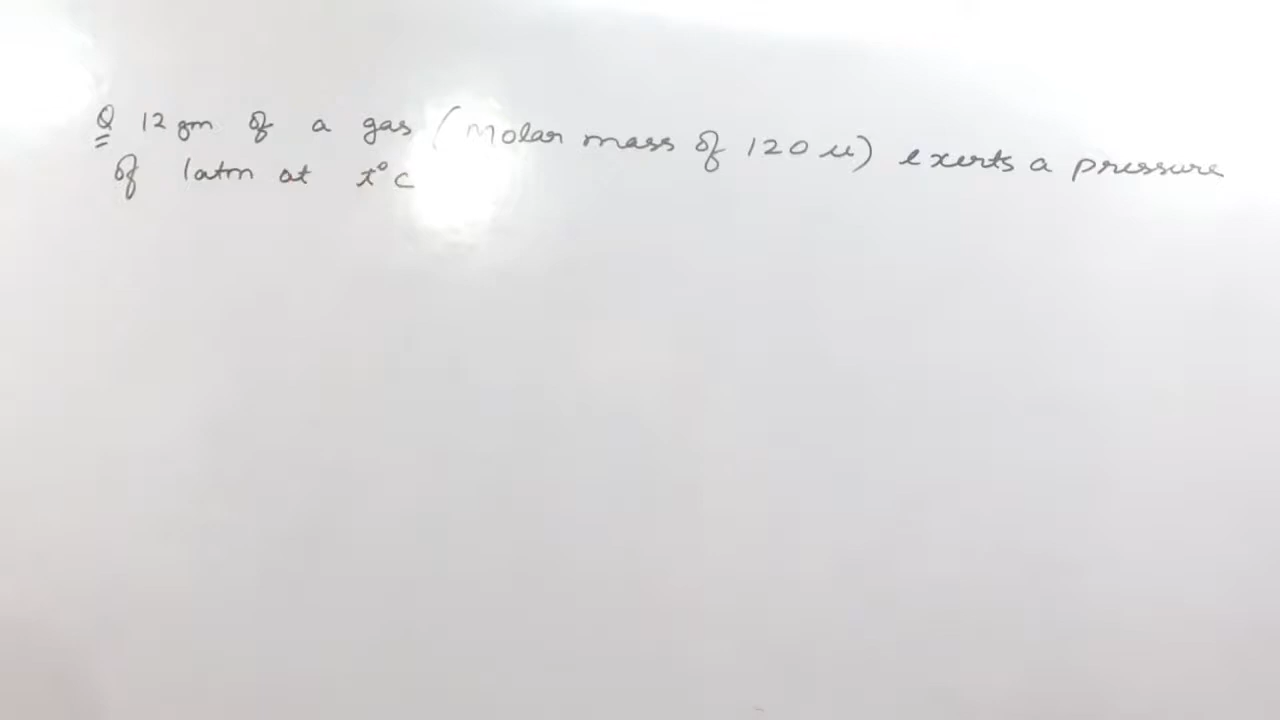 Q 12 gm of a gas (Molar mass of 120 u) exerts a pressure
of 1atm at x°C